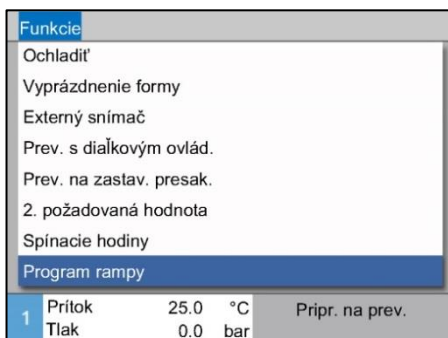 Funkcie
Ochladiť
Vyprázdnenie formy
Externý snímač
Prev. s diaľkovým ovlád.
Prev. na zastav. presak.
2. požadovaná hodnota
Spínacie hodiny
Program rampy
1 Prítok 25.0 °C Pripr. na prev.
Tlak 0.0 bar